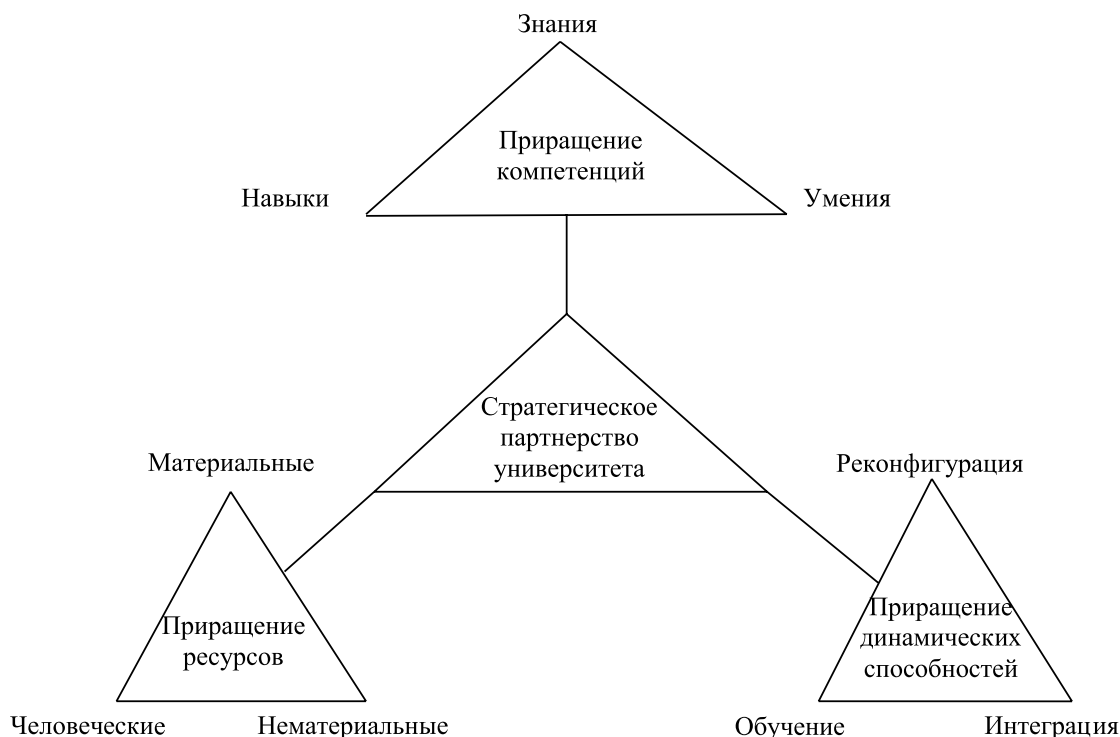 Знания
Приращение
компетенций
Навыки
Умения
Стратегическое
партнерство
университета
Материальные
Реконфигурация
Приращение
ресурсов
Приращение
динамических
способностей
Человеческие
Нематериальные
Обучение
Интеграция